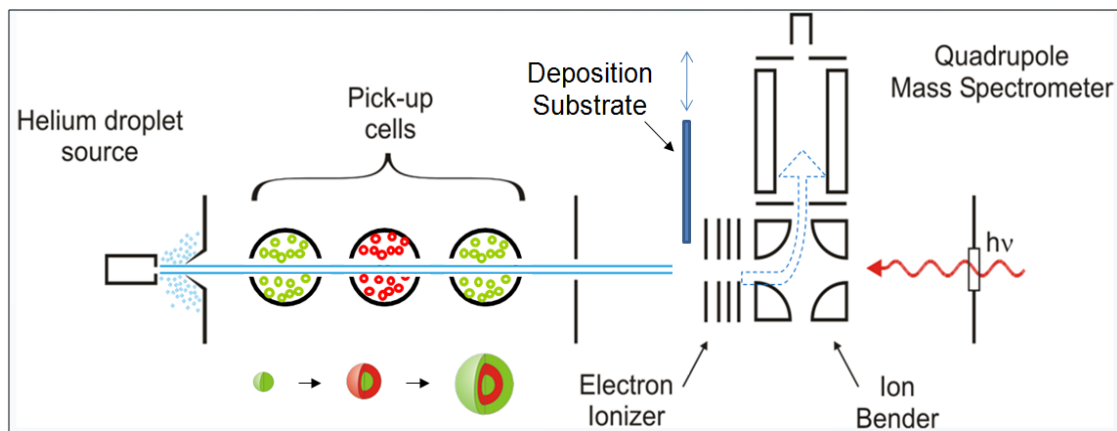 Helium droplet
source
Pick-up
cells
Deposition
Substrate
Quadrupole
Mass Spectrometer
hν
Electron
Ionizer
Ion
Bender